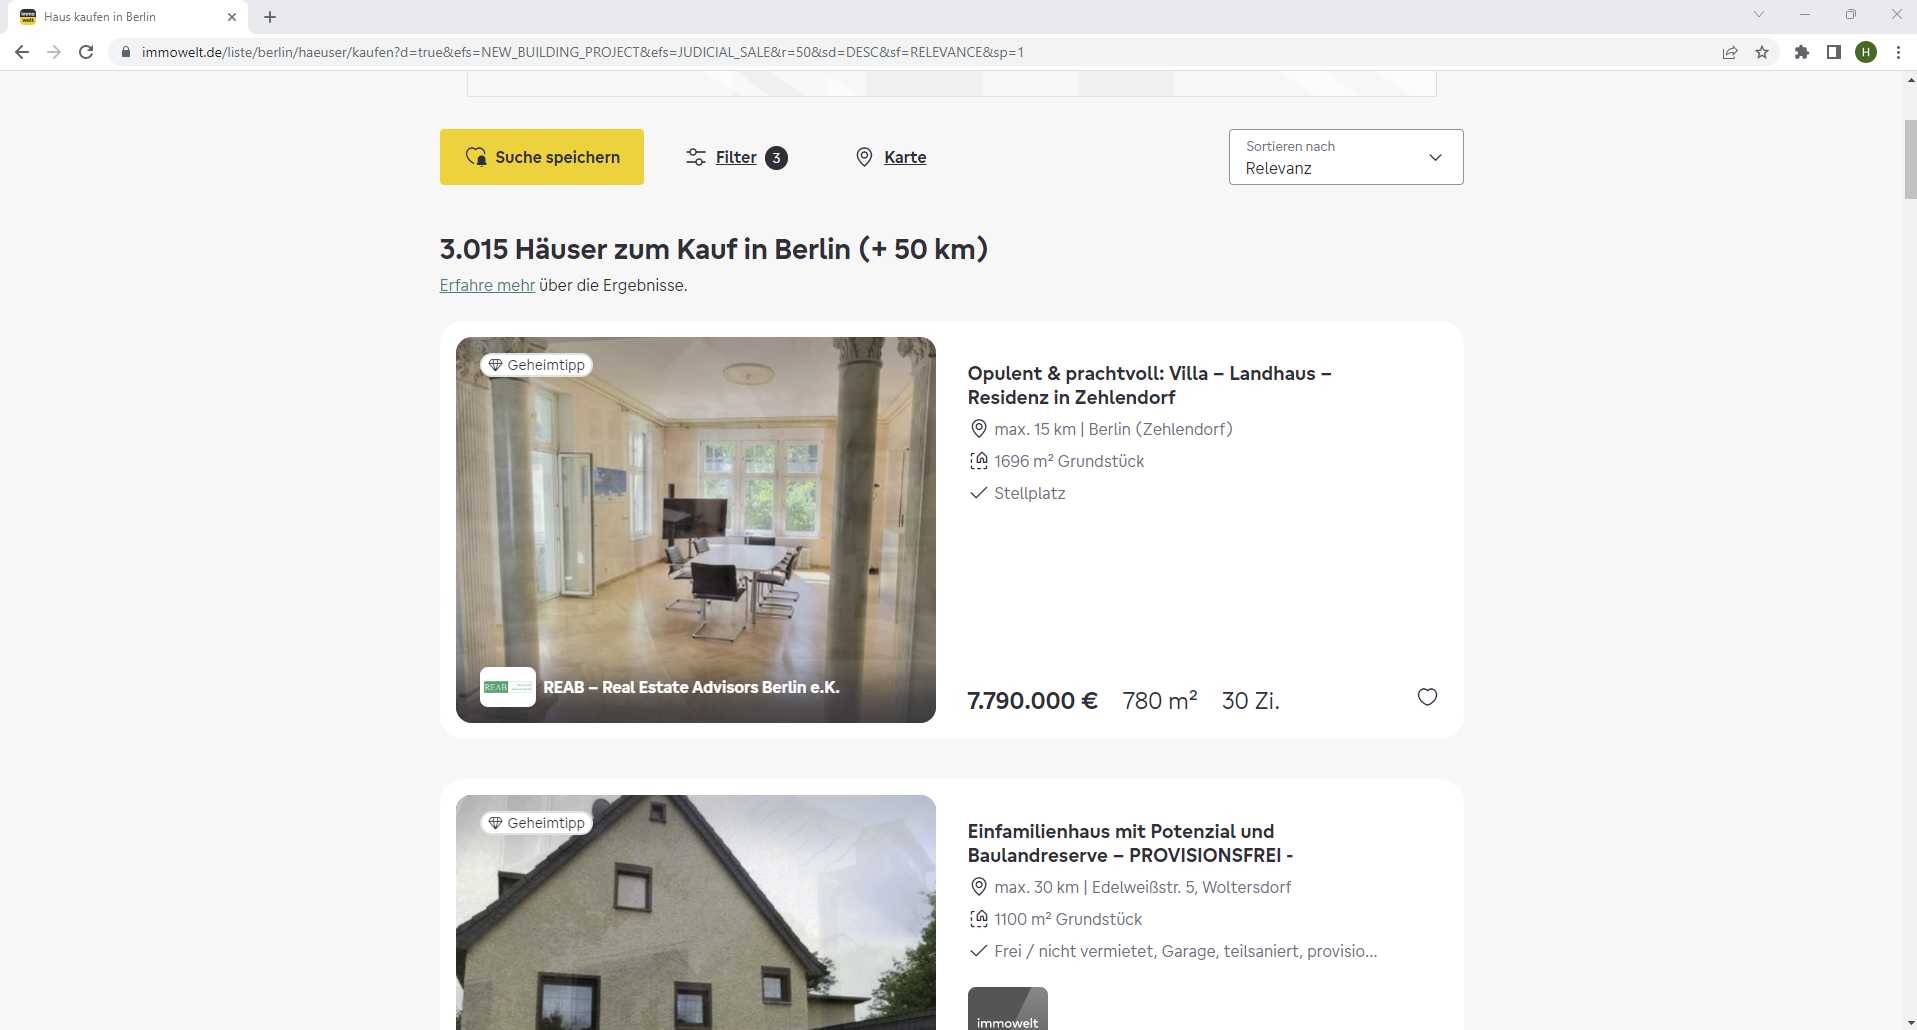 Haus kaufen in Berlin
immowelt.de/liste/berlin/haeuser/kaufen?d=true&efs=NEW_BUILDING_PROJECT&efs=JUDICIAL_SALE&r=50&sd=DESC&sf=RELEVANCE&sp=1
H
Suche speichern
Filter 3
Karte
Sortieren nach
Relevanz
3.015 Häuser zum Kauf in Berlin (+ 50 km)
Erfahre mehr über die Ergebnisse.
Geheimtipp
REAB
REAB – Real Estate Advisors Berlin e.K.
Opulent & prachtvoll: Villa – Landhaus –
Residenz in Zehlendorf
max. 15 km | Berlin (Zehlendorf)
1696 m² Grundstück
Stellplatz
7.790.000 € 780 m² 30 Zi.
Geheimtipp
Einfamilienhaus mit Potenzial und
Baulandreserve – PROVISIONSFREI -
max. 30 km | Edelweißstr. 5, Woltersdorf
1100 m² Grundstück
Frei / nicht vermietet, Garage, teilsaniert, provisio...
immowelt